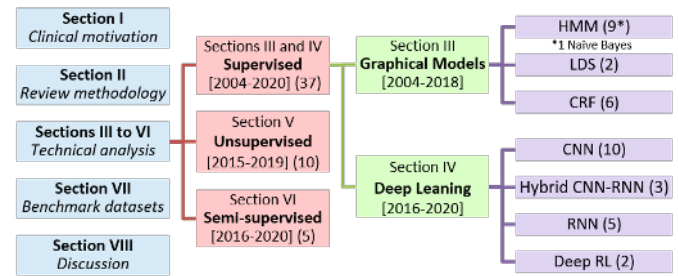 Section I
Clinical motivation
Section II
Review methodology
Sections III to VI
Technical analysis
Section VII
Benchmark datasets
Section VIII
Discussion
Sections III and IV
Supervised
[2004-2020] (37)
Section V
Unsupervised
[2015-2019] (10)
Section VI
Semi-supervised
[2016-2020] (5)
Section III
Graphical Models
[2004-2018]
Section IV
Deep Leaning
[2016-2020]
HMM (9*)
*1 Naïve Bayes
LDS (2)
CRF (6)
CNN (10)
Hybrid CNN-RNN (3)
RNN (5)
Deep RL (2)